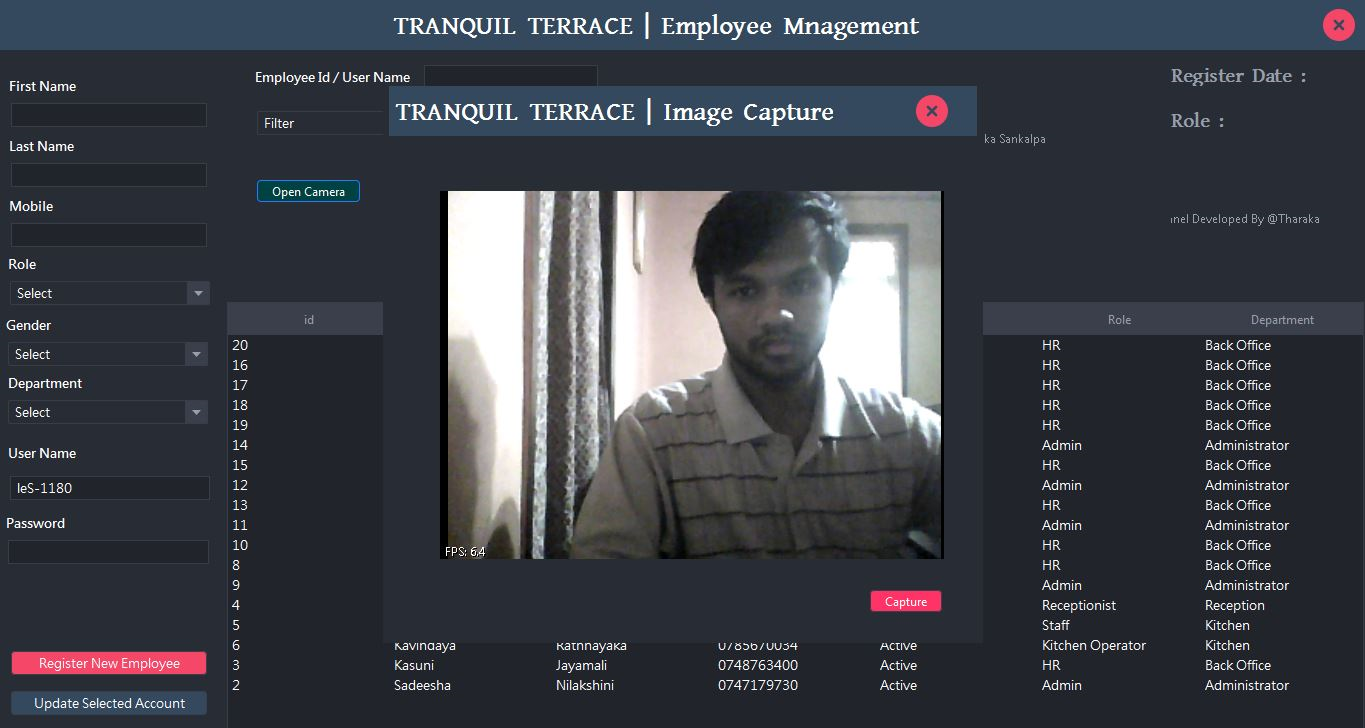 TRANQUIL TERRACE | Employee Mnagement
First Name
Last Name
Mobile
Role
Select
Gender
Select
Department
Select
User Name
IeS-1180
Password
Register New Employee
Update Selected Account
Employee Id / User Name
Filter
Open Camera
TRANQUIL TERRACE | Image Capture
FPS: 6.4
Capture
Register Date :
Role :
ka Sankalpa
nel Developed By @Tharaka
id Role Department
20 HR Back Office
16 HR Back Office
17 HR Back Office
18 HR Back Office
19 HR Back Office
14 Admin Administrator
15 HR Back Office
12 Admin Administrator
13 HR Back Office
11 Admin Administrator
10 HR Back Office
8 HR Back Office
9 Admin Administrator
4 Receptionist Reception
5 Staff Kitchen
6 Kavindaya Rathnayaka 0785670034 Active Kitchen Operator Kitchen
3 Kasuni Jayamali 0748763400 Active HR Back Office
2 Sadeesha Nilakshini 0747179730 Active Admin Administrator